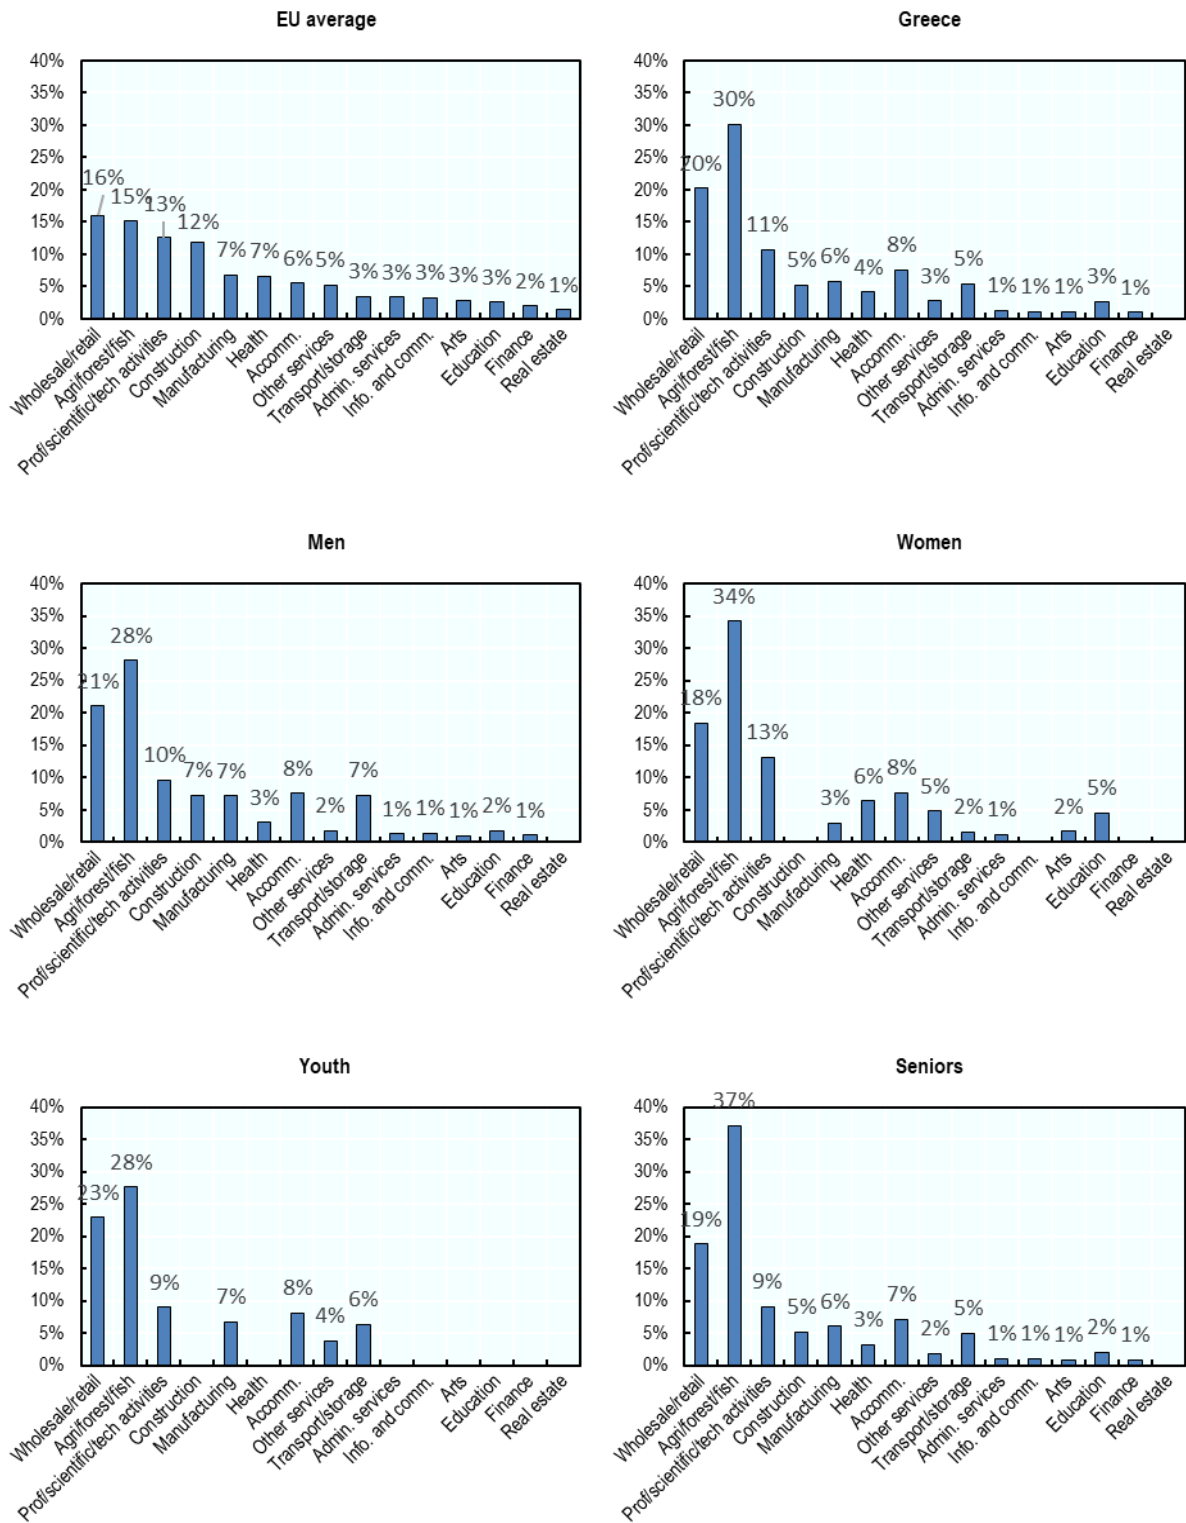 EU average
40%
35%
30%
25%
20%
15%
10%
5%
0%
16%
15%
13%
12%
7%
7%
6%
5%
3%
3%
3%
3%
3%
2%
1%
Wholesale/retail
Agri/forest/fish
Prof/scientific/tech activities
Construction
Manufacturing
Health
Accomm.
Other services
Transport/storage
Admin. services
Info. and comm.
Arts
Education
Finance
Real estate
Greece
40%
35%
30%
25%
20%
15%
10%
5%
0%
20%
30%
11%
5%
6%
4%
8%
3%
5%
1%
1%
1%
3%
1%
Wholesale/retail
Agri/forest/fish
Prof/scientific/tech activities
Construction
Manufacturing
Health
Accomm.
Other services
Transport/storage
Admin. services
Info. and comm.
Arts
Education
Finance
Real estate
Men
40%
35%
30%
25%
20%
15%
10%
5%
0%
21%
28%
10%
7%
7%
3%
8%
2%
7%
1%
1%
1%
2%
1%
Wholesale/retail
Agri/forest/fish
Prof/scientific/tech activities
Construction
Manufacturing
Health
Accomm.
Other services
Transport/storage
Admin. services
Info. and comm.
Arts
Education
Finance
Real estate
Women
40%
35%
30%
25%
20%
15%
10%
5%
0%
18%
34%
13%
3%
6%
8%
5%
2%
1%
2%
5%
Wholesale/retail
Agri/forest/fish
Prof/scientific/tech activities
Construction
Manufacturing
Health
Accomm.
Other services
Transport/storage
Admin. services
Info. and comm.
Arts
Education
Finance
Real estate
Youth
40%
35%
30%
25%
20%
15%
10%
5%
0%
23%
28%
9%
7%
8%
4%
6%
Wholesale/retail
Agri/forest/fish
Prof/scientific/tech activities
Construction
Manufacturing
Health
Accomm.
Other services
Transport/storage
Admin. services
Info. and comm.
Arts
Education
Finance
Real estate
Seniors
40%
35%
30%
25%
20%
15%
10%
5%
0%
19%
37%
9%
5%
6%
3%
7%
2%
5%
1%
1%
1%
2%
1%
Wholesale/retail
Agri/forest/fish
Prof/scientific/tech activities
Construction
Manufacturing
Health
Accomm.
Other services
Transport/storage
Admin. services
Info. and comm.
Arts
Education
Finance
Real estate